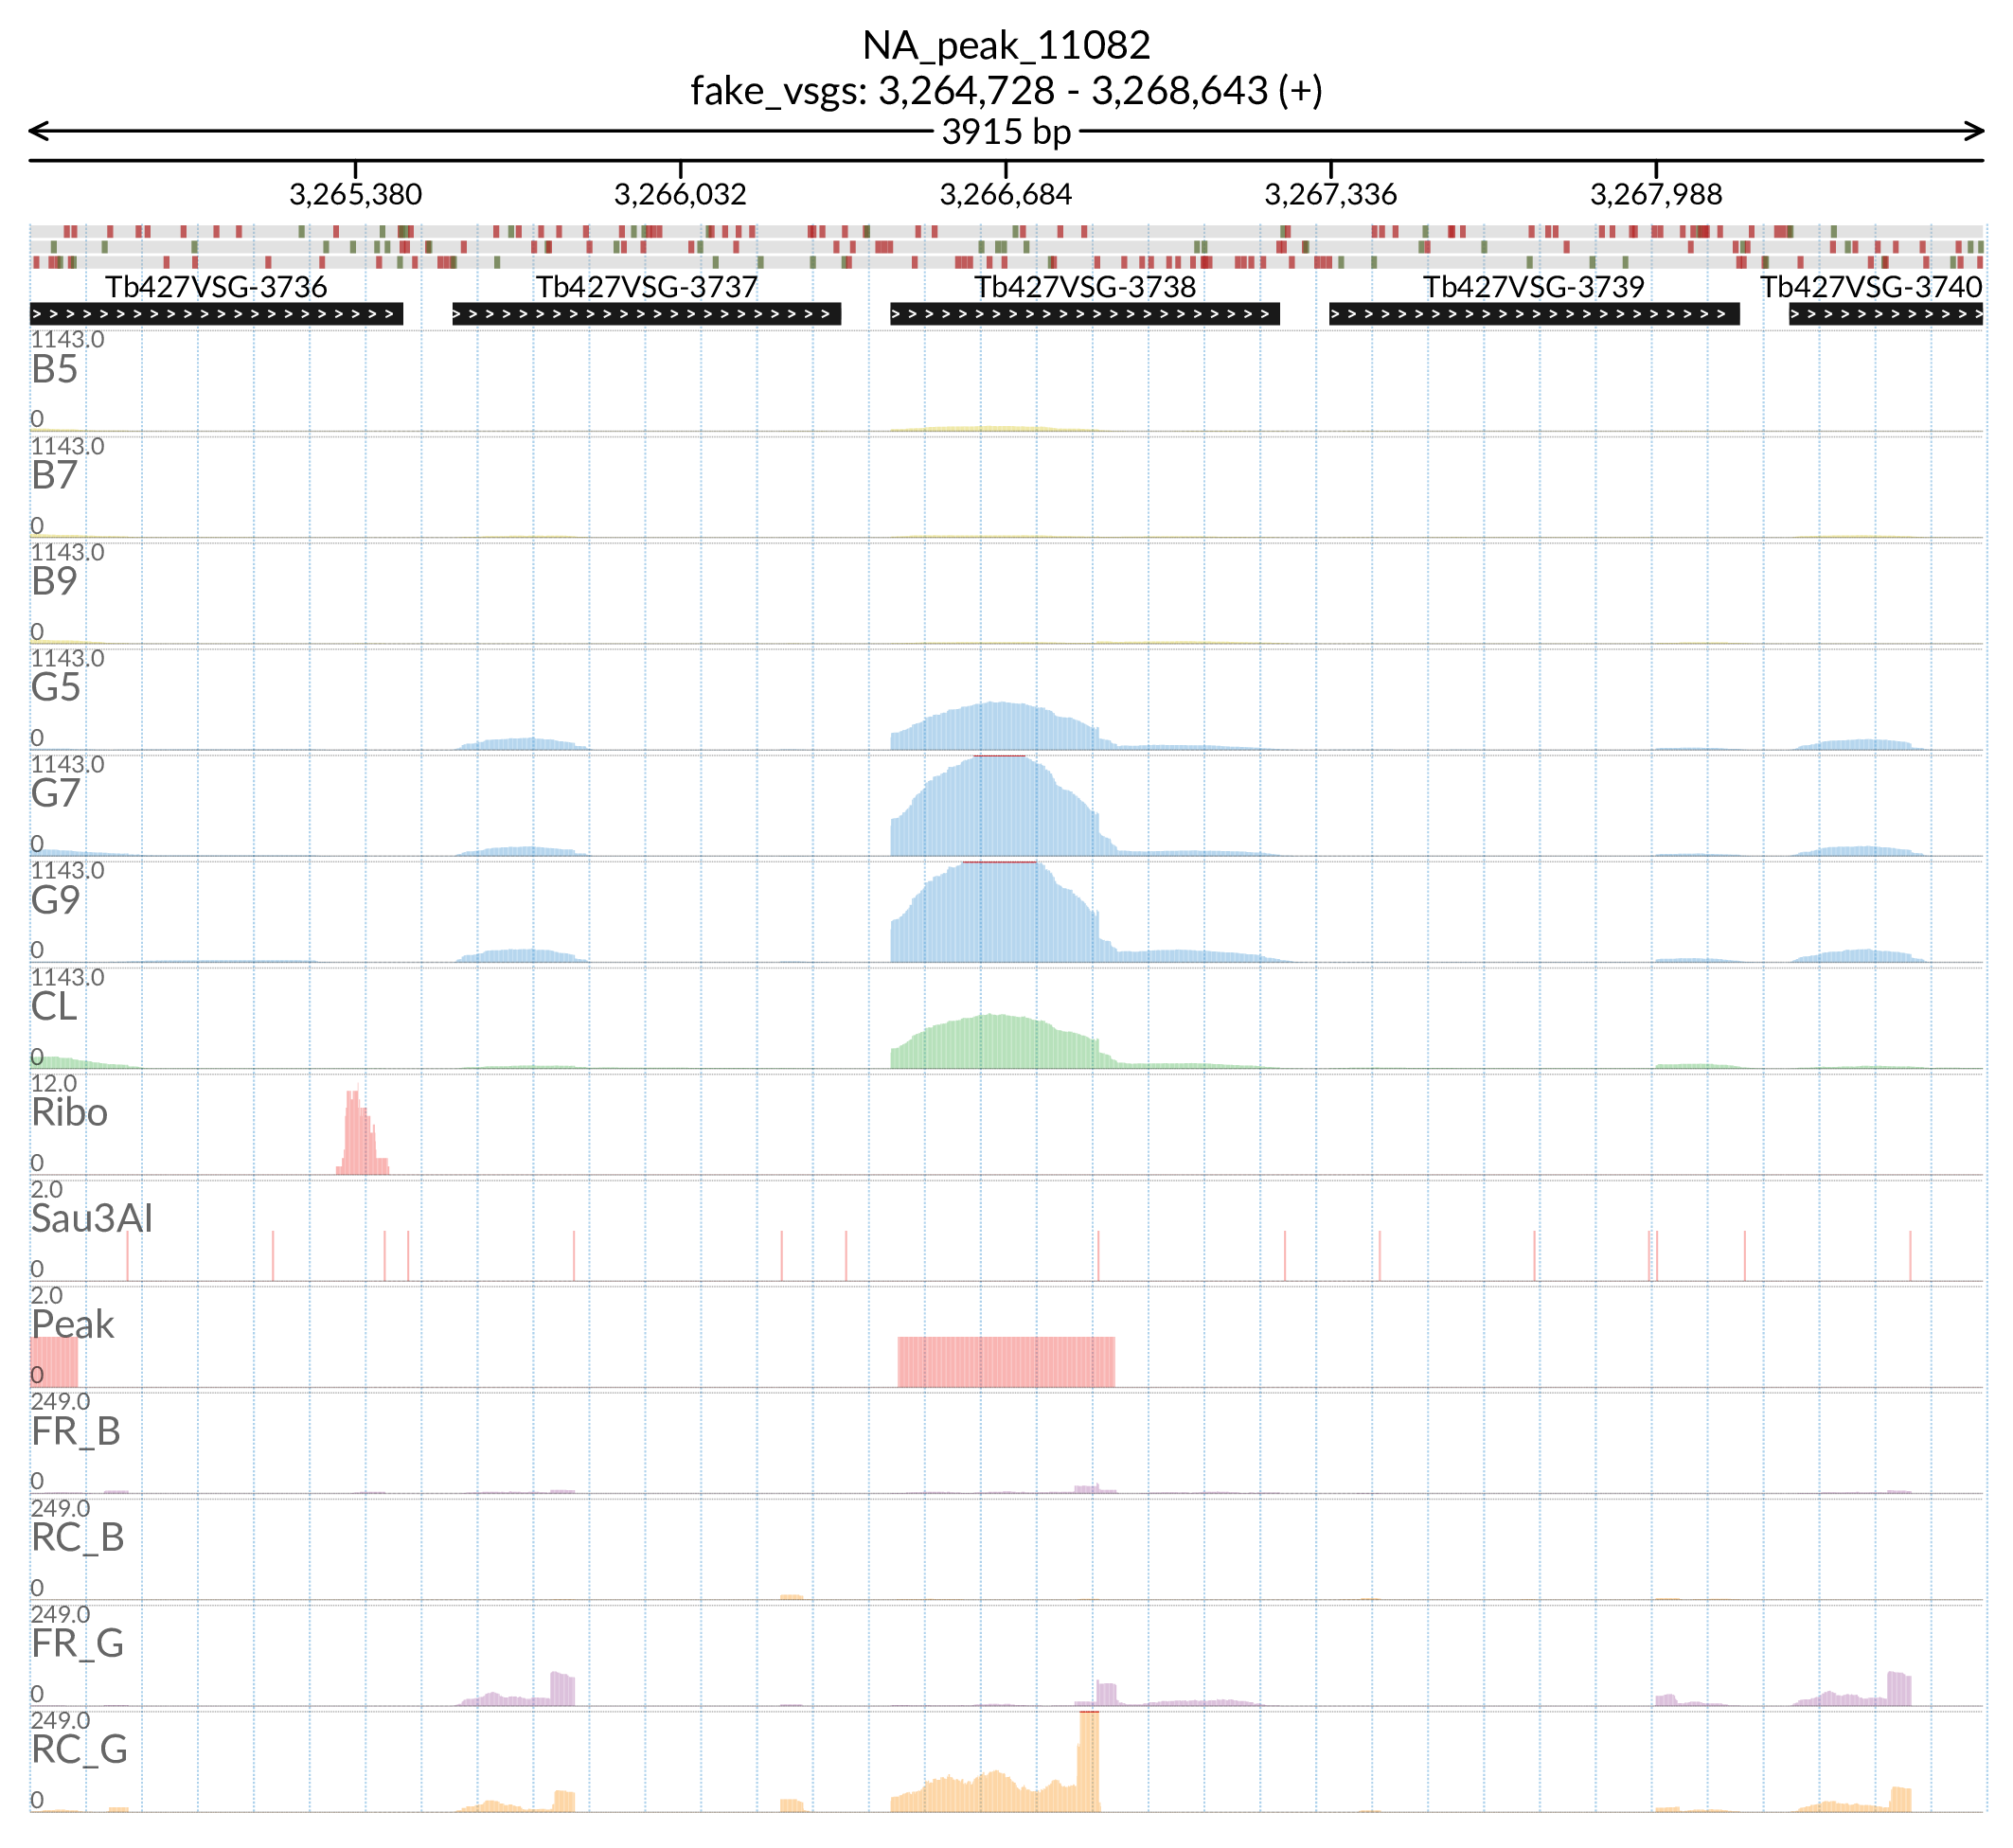 NA_peak_11082
fake_vsgs: 3,264,728 - 3,268,643 (+)
3915 bp
3,265,380 3,266,032 3,266,684 3,267,336 3,267,988
Tb427VSG-3736 Tb427VSG-3737 Tb427VSG-3738 Tb427VSG-3739 Tb427VSG-3740
1143.0
B5
0
1143.0
B7
0
1143.0
B9
0
1143.0
G5
0
1143.0
G7
0
1143.0
G9
0
1143.0
CL
0
12.0
Ribo
0
2.0
Sau3AI
0
2.0
Peak
0
249.0
FR_B
0
249.0
RC_B
0
249.0
FR_G
0
249.0
RC_G
0